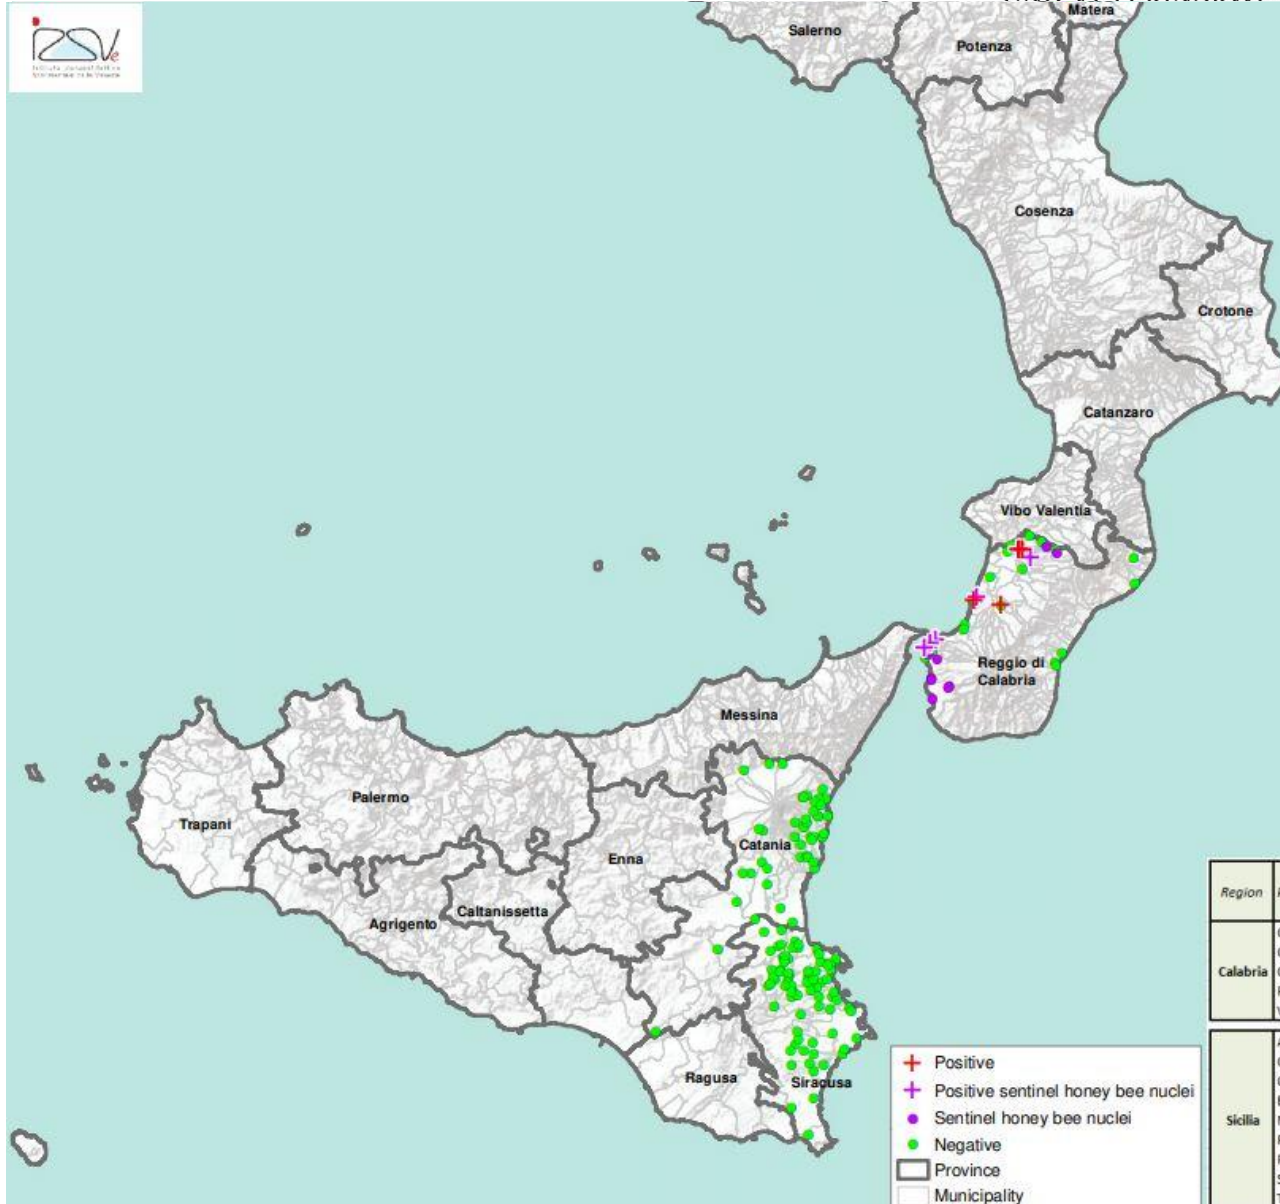 IZSVe
Matera
Salerno
Potenza
Cosenza
Crotone
Catanzaro
Vibo Valentia
Reggio di
Calabria
Messina
Palermo
Trapani
Catania
Enna
Caltanissetta
Agrigento
Ragusa
Siracusa
Positive
Positive sentinel honey bee nuclei
Sentinel honey bee nuclei
Negative
Province
Municipality
Region
Calabria
Sicilia